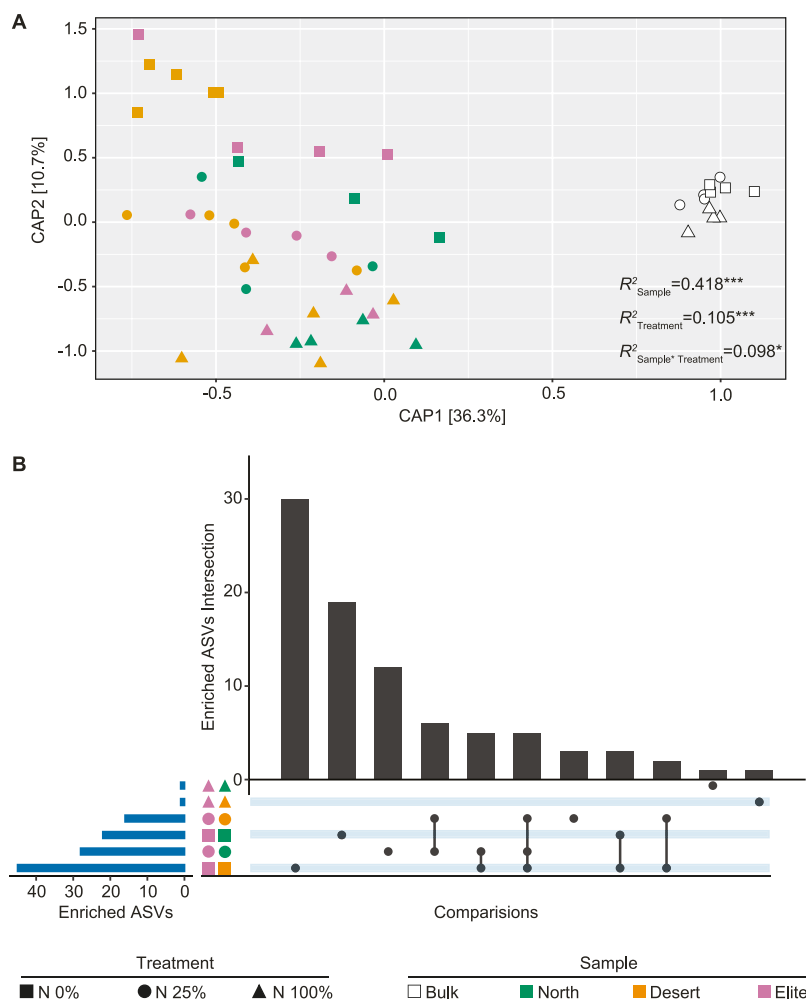 A
1.5
1.0
0.5
0.0
-0.5
-1.0
CAP2 [10.7%]
R²Sample=0.418***
R²Treatment=0.105***
R²Sample* Treatment=0.098*
-0.5 0.0 0.5 1.0
CAP1 [36.3%]
B
30
20
10
0
Enriched ASVs Intersection
40 30 20 10 0
Enriched ASVs
Comparisions
Treatment
N 0% N 25% N 100%
Sample
Bulk North Desert Elite